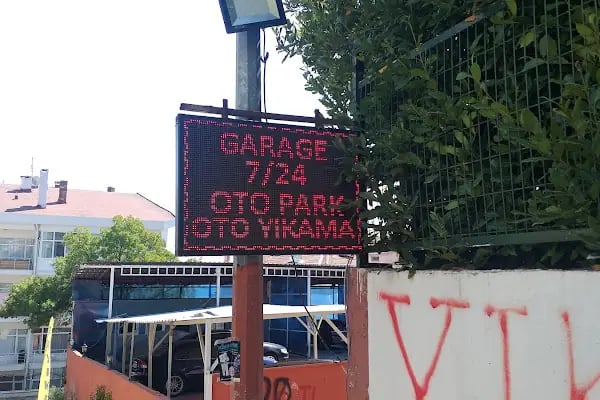 GARAGE
7/24
OTO PARK
OTO YIKAMA